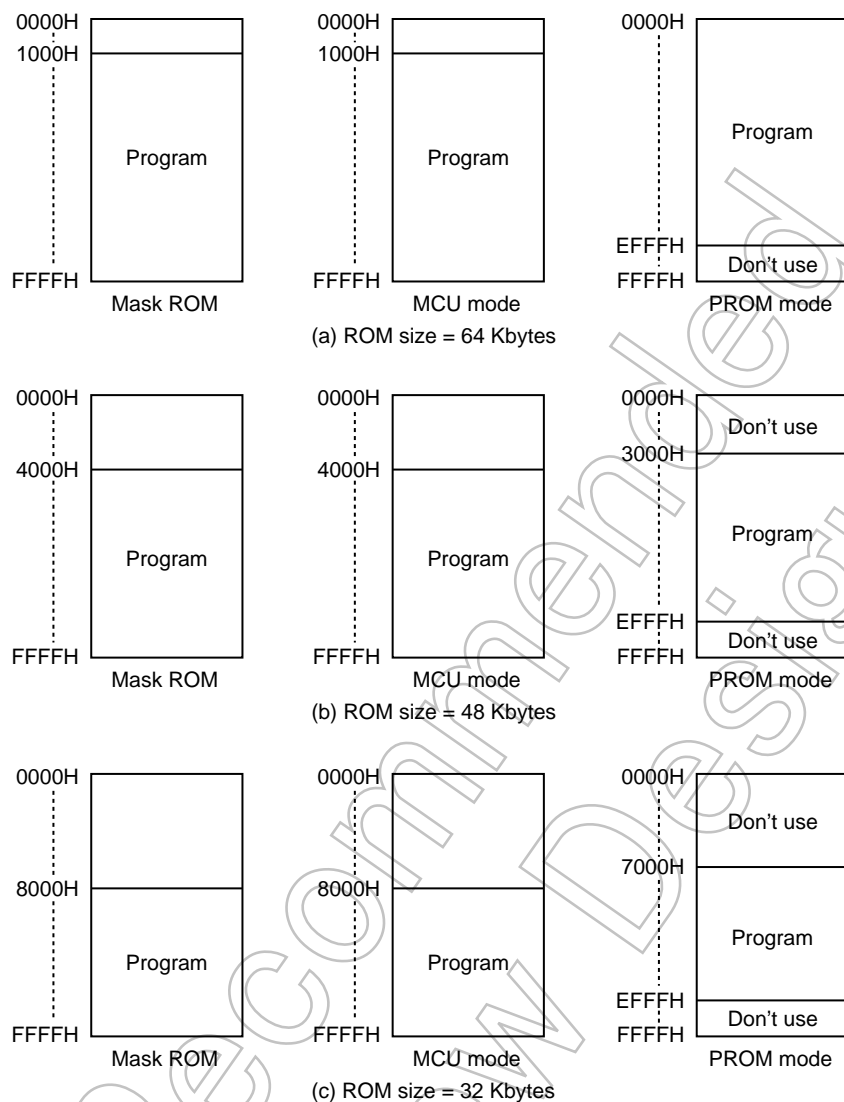 0000H
1000H
Program
FFFFH
Mask ROM
0000H
1000H
Program
FFFFH
MCU mode
0000H
Program
EFFFH
Don't use
FFFFH
PROM mode
(a) ROM size = 64 Kbytes
0000H
4000H
Program
FFFFH
Mask ROM
0000H
4000H
Program
FFFFH
MCU mode
0000H
Don't use
3000H
Program
EFFFH
Don't use
FFFFH
PROM mode
(b) ROM size = 48 Kbytes
0000H
8000H
Program
FFFFH
Mask ROM
0000H
8000H
Program
FFFFH
MCU mode
0000H
Don't use
7000H
Program
EFFFH
Don't use
FFFFH
PROM mode
(c) ROM size = 32 Kbytes